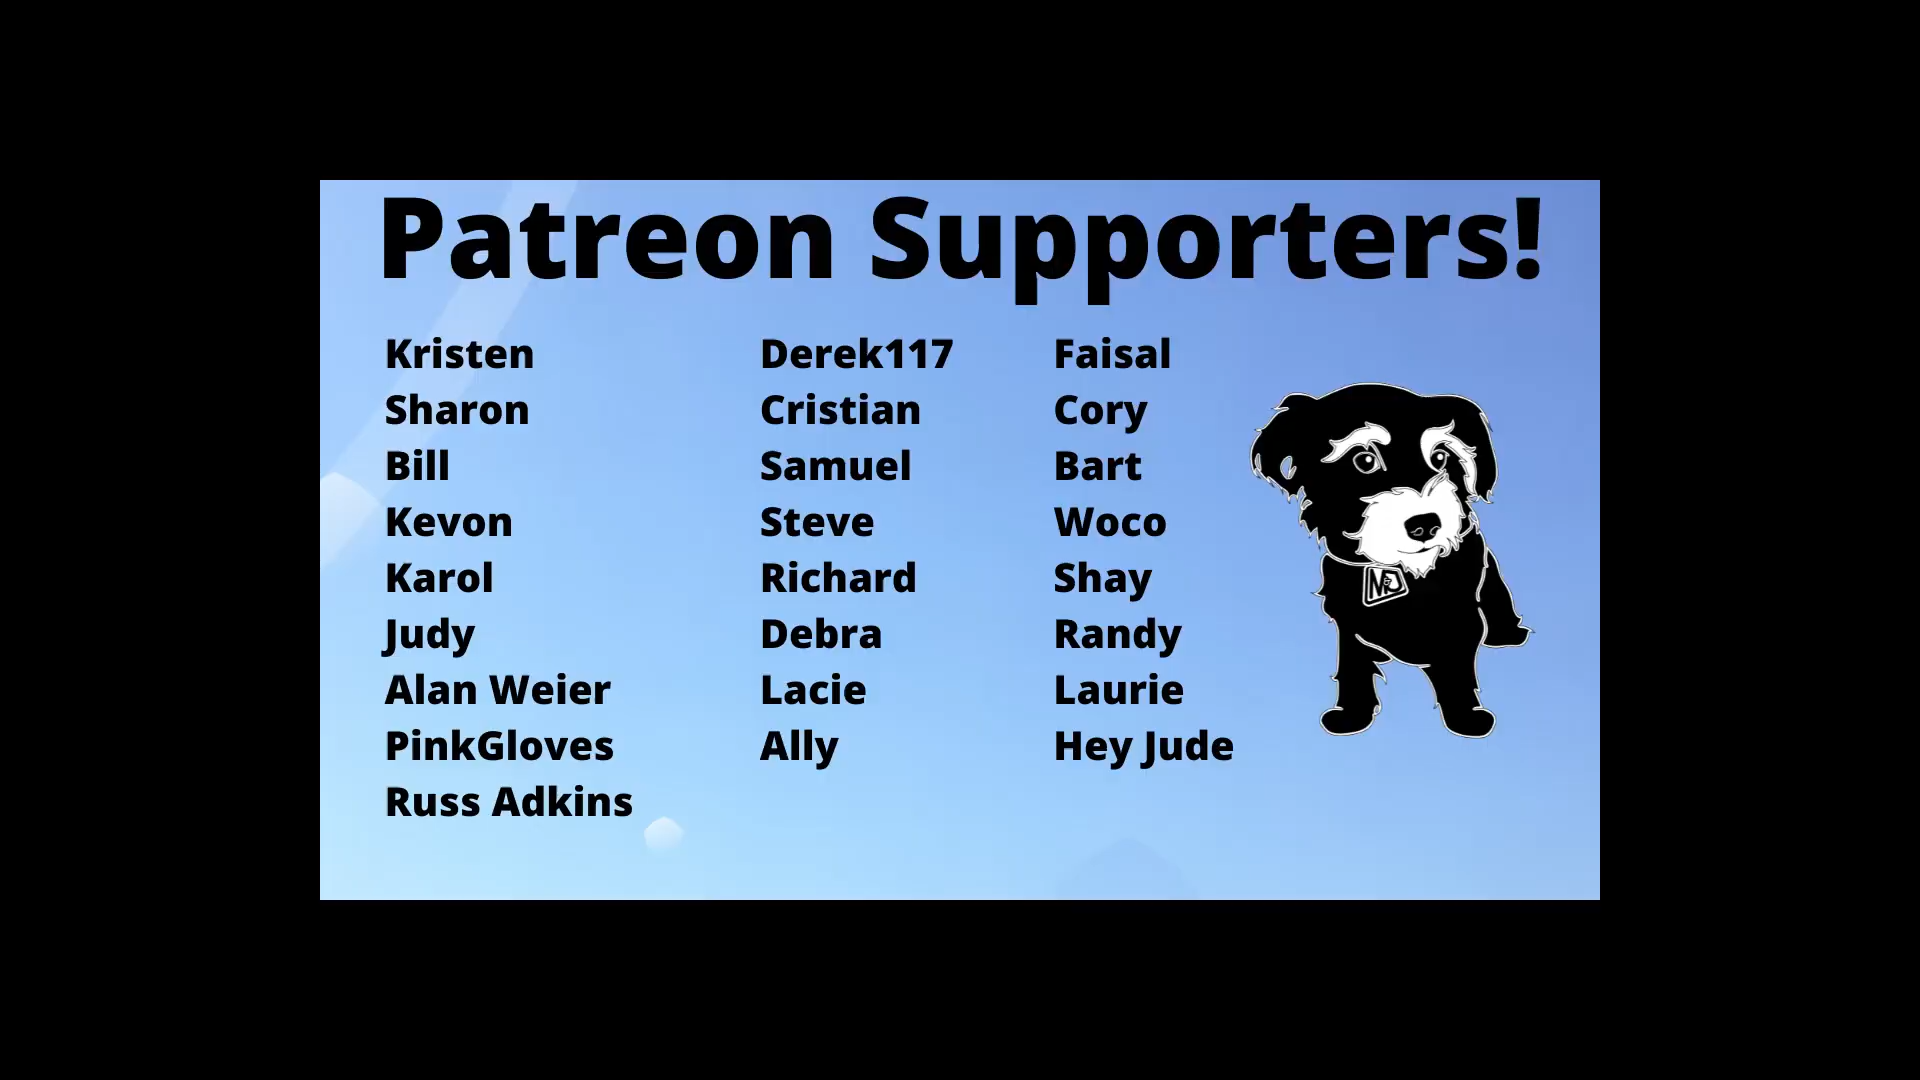 Patreon Supporters!
Kristen
Sharon
Bill
Kevon
Karol
Judy
Alan Weier
PinkGloves
Russ Adkins
Derek117
Cristian
Samuel
Steve
Richard
Debra
Lacie
Ally
Faisal
Cory
Bart
Woco
Shay
Randy
Laurie
Hey Jude